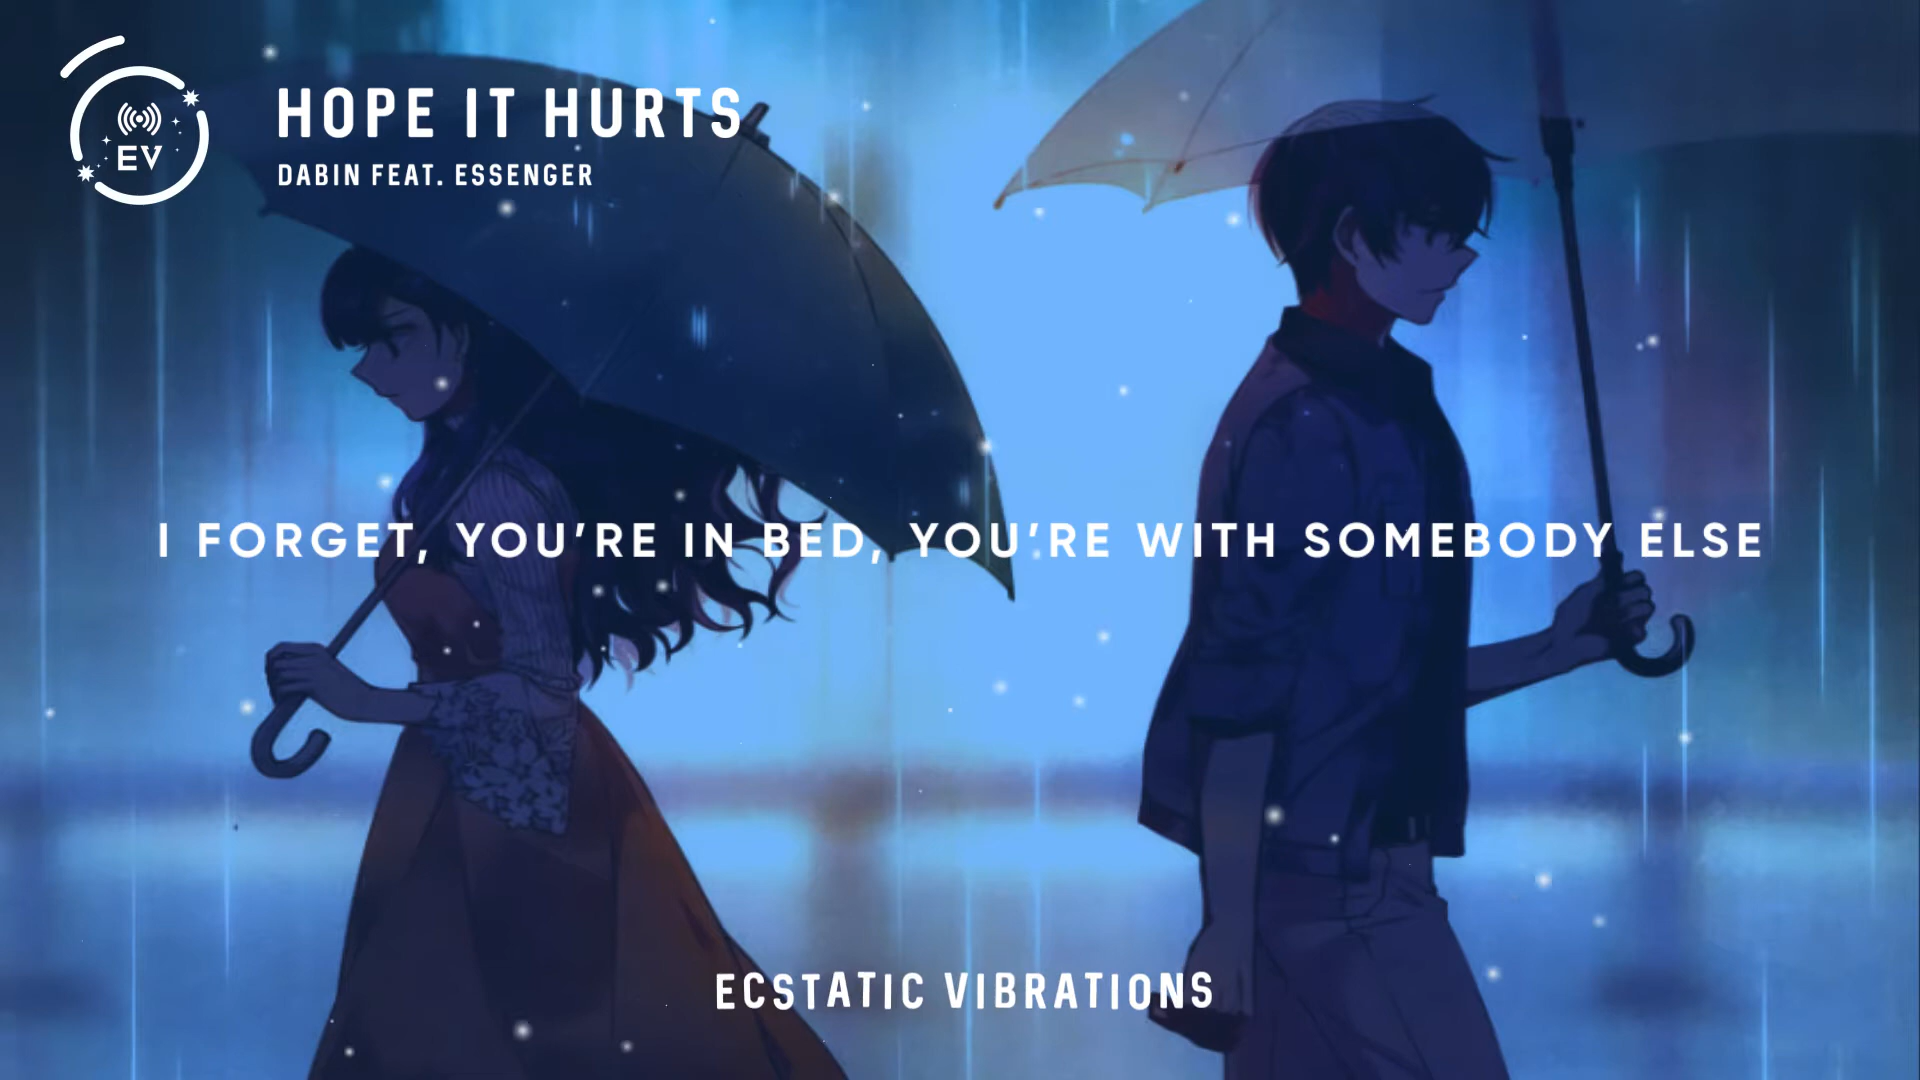 EV
HOPE IT HURTS
DABIN FEAT. ESSENGER
I FORGET, YOU’RE IN BED, YOU’RE WITH SOMEBODY ELSE
ECSTATIC VIBRATIONS